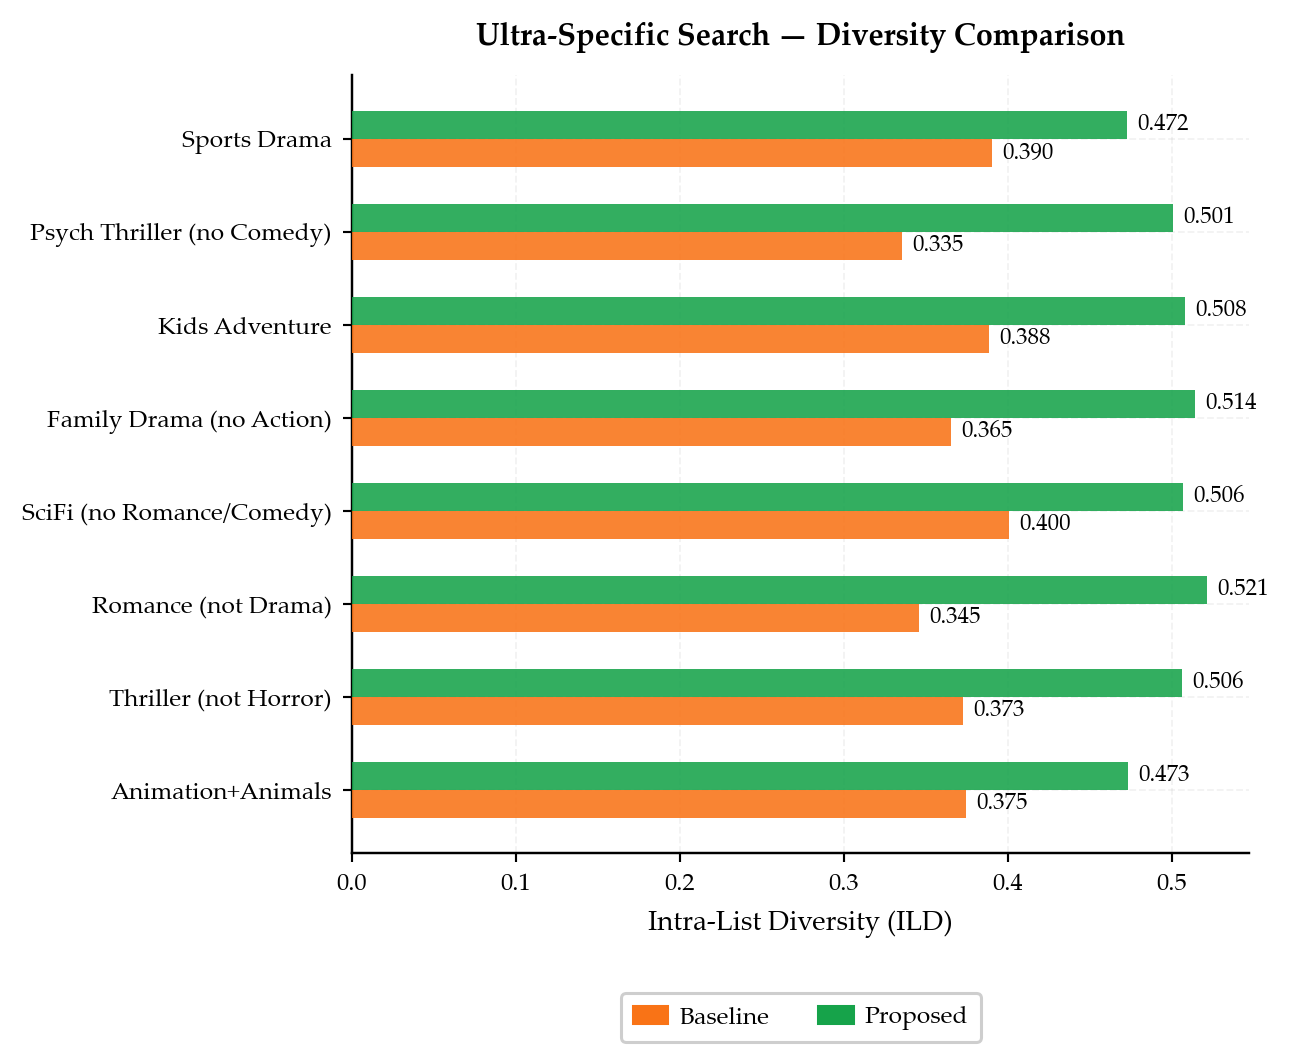 Ultra-Specific Search — Diversity Comparison
Sports Drama
0.472
0.390
Psych Thriller (no Comedy)
0.501
0.335
Kids Adventure
0.508
0.388
Family Drama (no Action)
0.514
0.365
SciFi (no Romance/Comedy)
0.506
0.400
Romance (not Drama)
0.521
0.345
Thriller (not Horror)
0.506
0.373
Animation+Animals
0.473
0.375
0.0 0.1 0.2 0.3 0.4 0.5
Intra-List Diversity (ILD)
Baseline Proposed